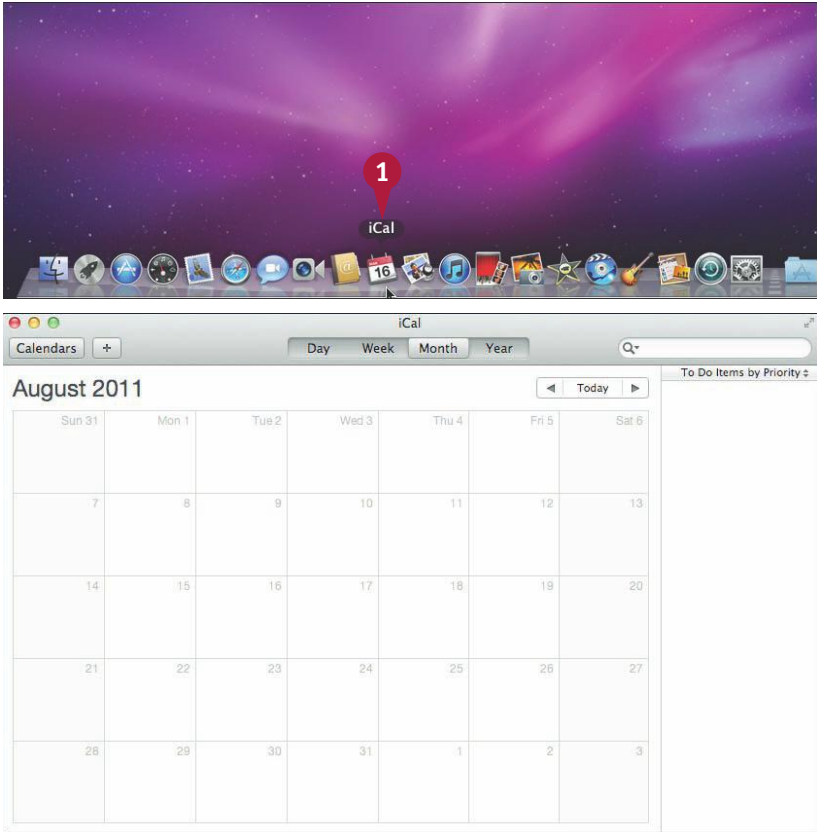 1
iCal
16
iCal
Calendars +
Day Week Month Year
To Do Items by Priority
August 2011
Today
Sun 31 Mon 1 Tue 2 Wed 3 Thu 4 Fri 5 Sat 6
7 8 9 10 11 12 13
14 15 16 17 18 19 20
21 22 23 24 25 26 27
28 29 30 31 1 2 3